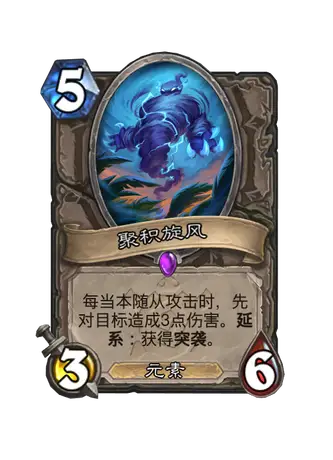 5
聚积旋风
每当本随从攻击时，先
对目标造成3点伤害。延
系：获得突袭。
3
6
元素